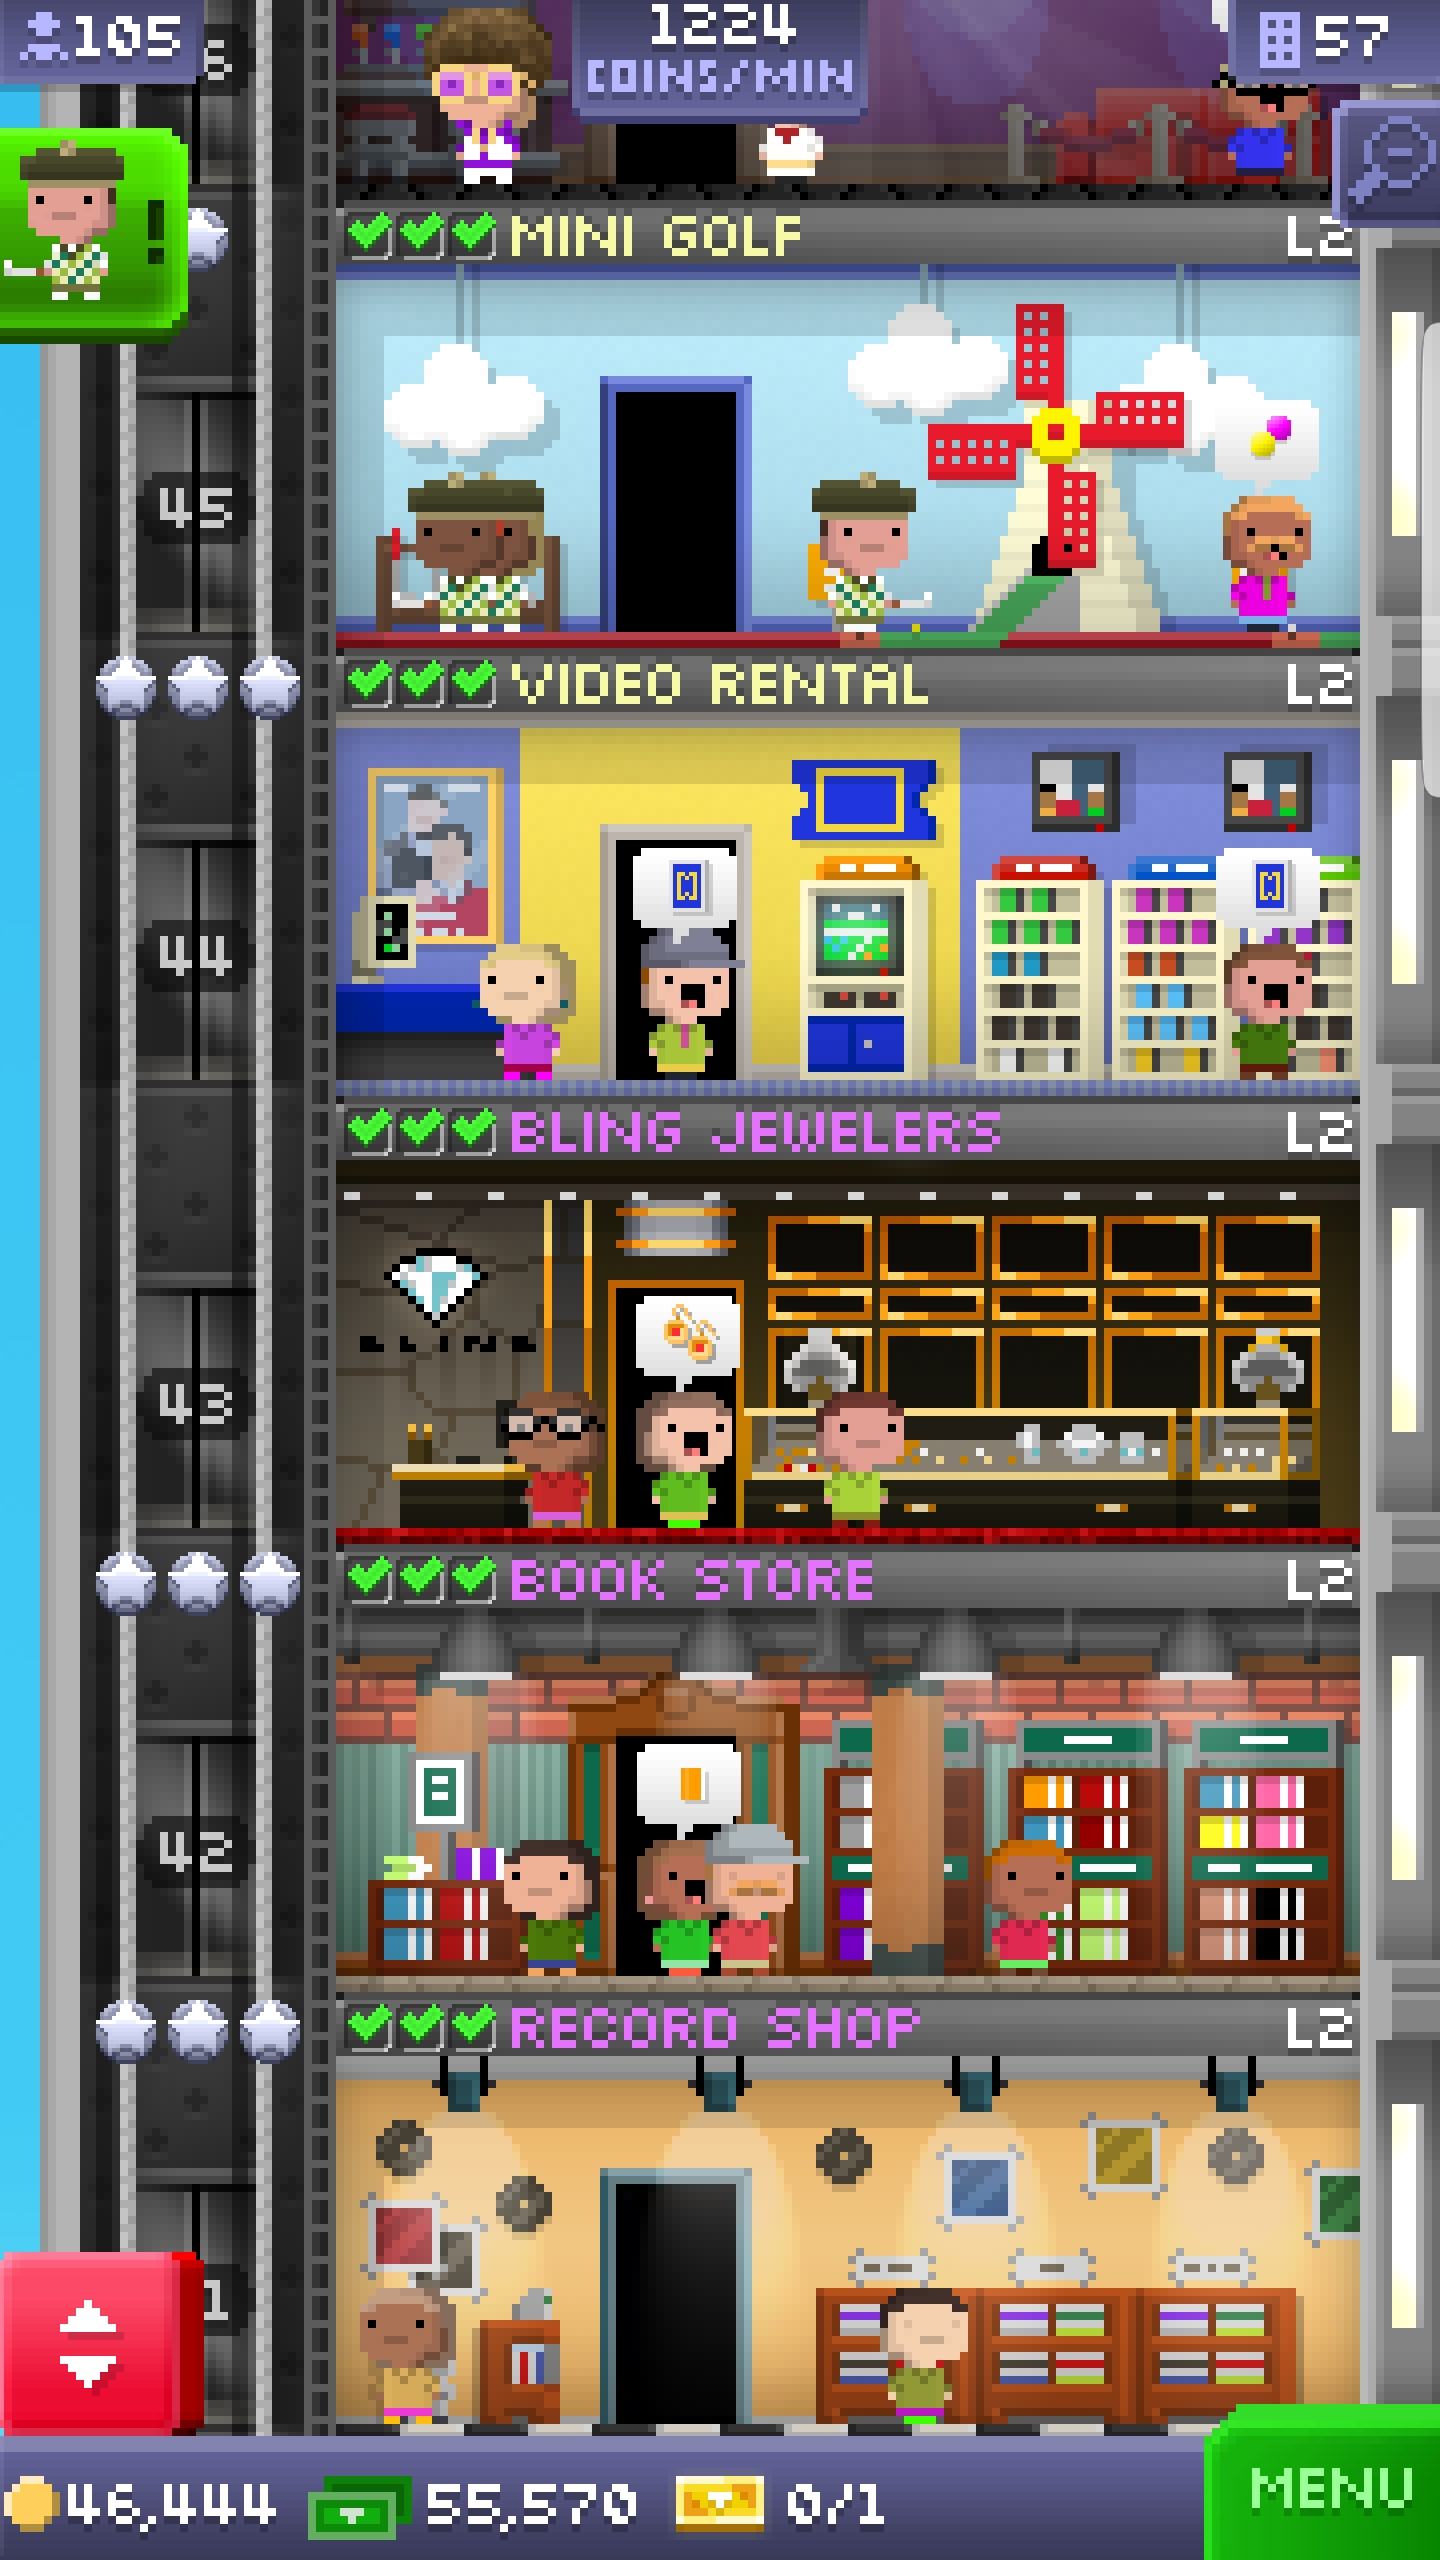 105
1224
COINS/MIN
57
!
MINI GOLF L2
45
VIDEO RENTAL L2
44
BLING JEWELERS L2
BLING
43
BOOK STORE L2
42
RECORD SHOP L2
1
46,444 55,570 0/1
MENU